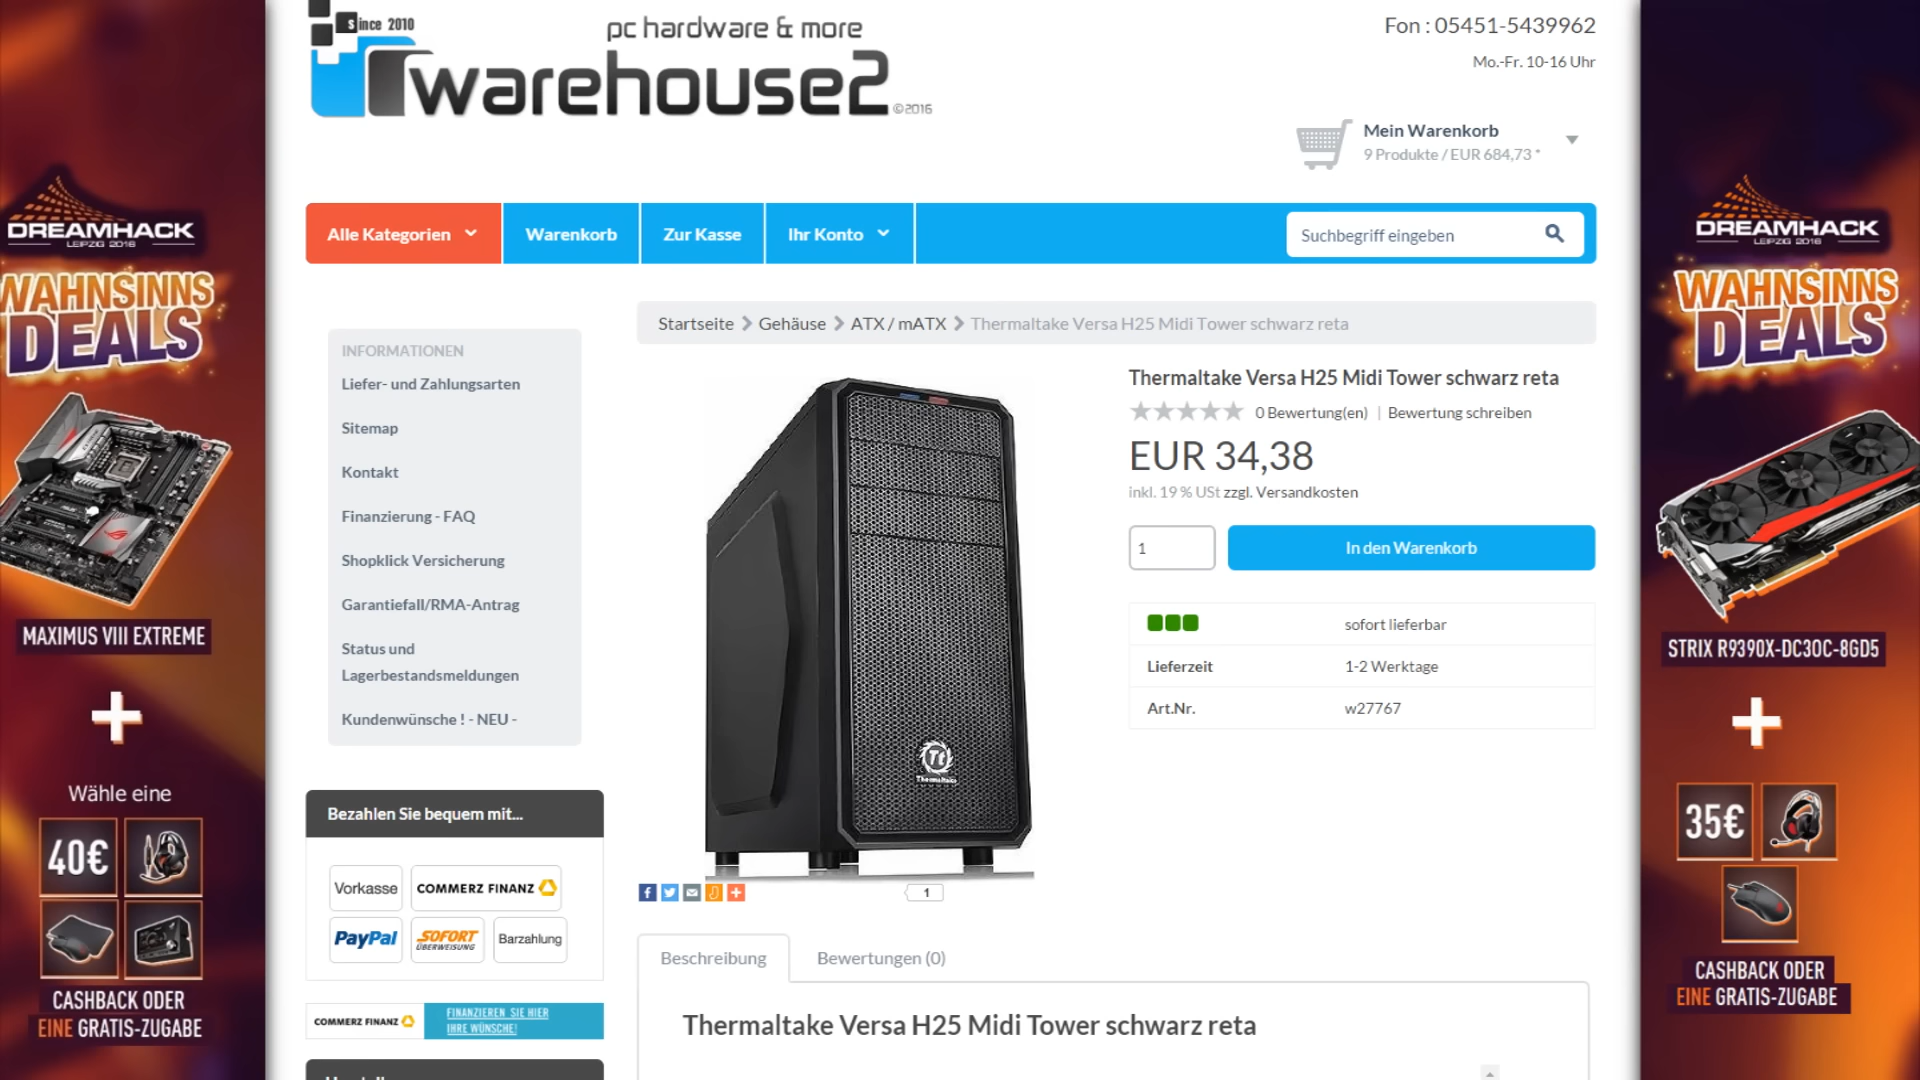 since 2010
pc hardware & more
warehouse2
©2016
Fon : 05451-5439962
Mo.-Fr. 10-16 Uhr
Mein Warenkorb
9 Produkte / EUR 684,73 *
Alle Kategorien
Warenkorb
Zur Kasse
Ihr Konto
Suchbegriff eingeben
DREAMHACK
LEIPZIG 2016
WAHNSINNS
DEALS
MAXIMUS VIII EXTREME
+
Wähle eine
40€
CASHBACK ODER
EINE GRATIS-ZUGABE
INFORMATIONEN
Liefer- und Zahlungsarten
Sitemap
Kontakt
Finanzierung - FAQ
Shopklick Versicherung
Garantiefall/RMA-Antrag
Status und
Lagerbestandsmeldungen
Kundenwünsche ! - NEU -
Bezahlen Sie bequem mit...
Vorkasse
COMMERZ FINANZ
PayPal
SOFORT
ÜBERWEISUNG
Barzahlung
COMMERZ FINANZ
FINANZIEREN SIE HIER
IHRE WÜNSCHE!
Startseite > Gehäuse > ATX / mATX > Thermaltake Versa H25 Midi Tower schwarz reta
Tt
Thermaltake
1
Thermaltake Versa H25 Midi Tower schwarz reta
0 Bewertung(en) | Bewertung schreiben
EUR 34,38
inkl. 19 % USt zzgl. Versandkosten
1
In den Warenkorb
sofort lieferbar
Lieferzeit 1-2 Werktage
Art.Nr. w27767
Beschreibung
Bewertungen (0)
Thermaltake Versa H25 Midi Tower schwarz reta
DREAMHACK
LEIPZIG 2016
WAHNSINNS
DEALS
STRIX R9390X-DC3OC-8GD5
+
35€
CASHBACK ODER
EINE GRATIS-ZUGABE